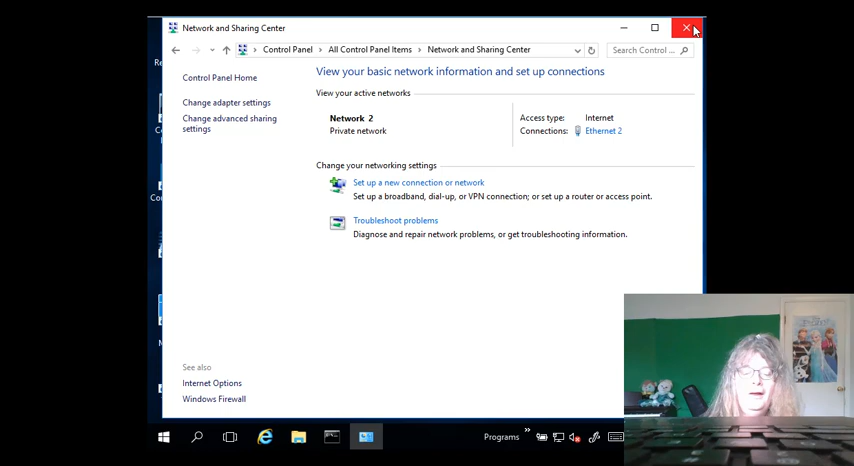 Network and Sharing Center
Control Panel > All Control Panel Items > Network and Sharing Center
Search Control ...
Control Panel Home
Change adapter settings
Change advanced sharing
settings
View your basic network information and set up connections
View your active networks
Network 2
Private network
Access type: Internet
Connections: Ethernet 2
Change your networking settings
Set up a new connection or network
Set up a broadband, dial-up, or VPN connection; or set up a router or access point.
Troubleshoot problems
Diagnose and repair network problems, or get troubleshooting information.
See also
Internet Options
Windows Firewall
Programs